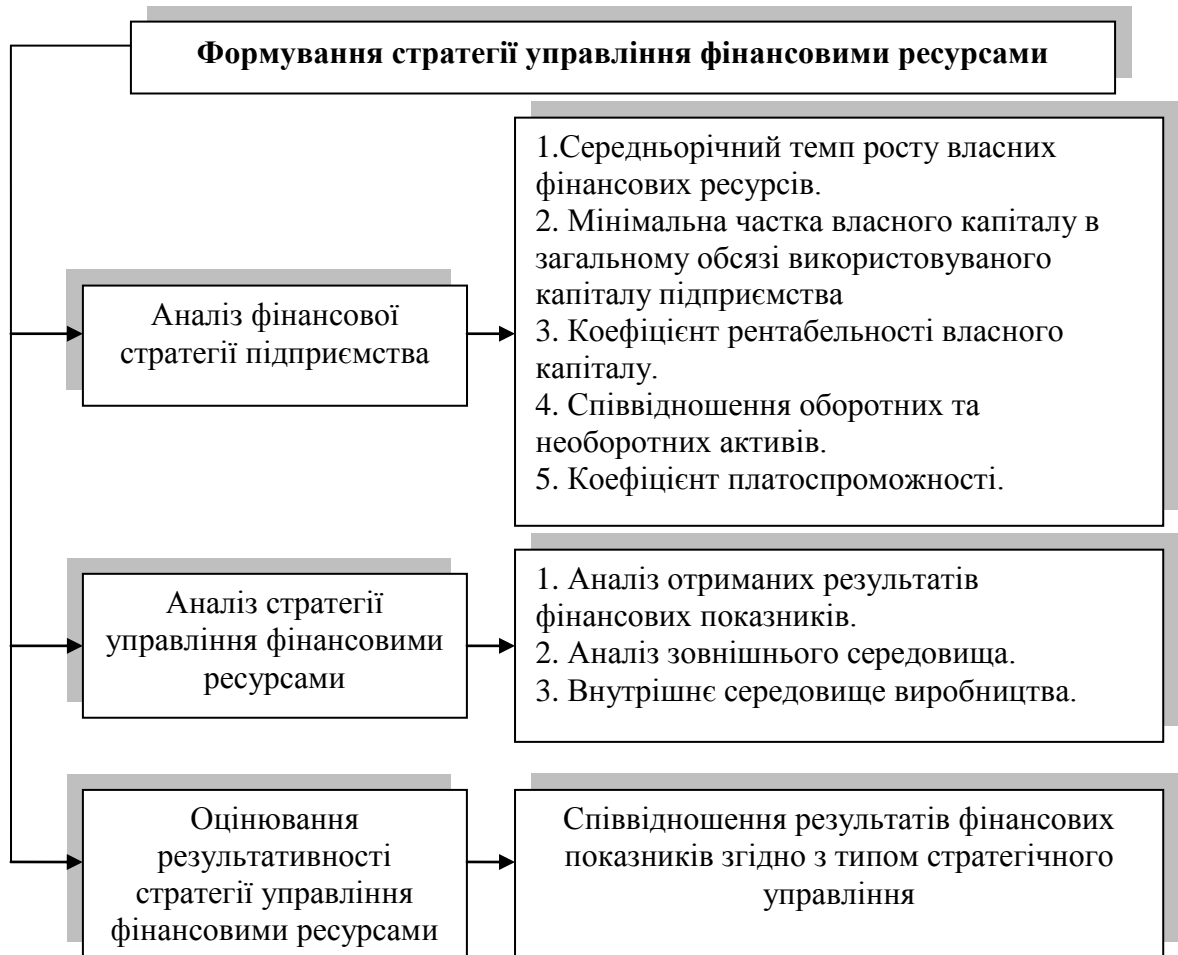 Формування стратегії управління фінансовими ресурсами
Аналіз фінансової
стратегії підприємства
1.Середньорічний темп росту власних
фінансових ресурсів.
2. Мінімальна частка власного капіталу в
загальному обсязі використовуваного
капіталу підприємства
3. Коефіцієнт рентабельності власного
капіталу.
4. Співвідношення оборотних та
необоротних активів.
5. Коефіцієнт платоспроможності.
Аналіз стратегії
управління фінансовими
ресурсами
1. Аналіз отриманих результатів
фінансових показників.
2. Аналіз зовнішнього середовища.
3. Внутрішнє середовище виробництва.
Оцінювання
результативності
стратегії управління
фінансовими ресурсами
Співвідношення результатів фінансових
показників згідно з типом стратегічного
управління